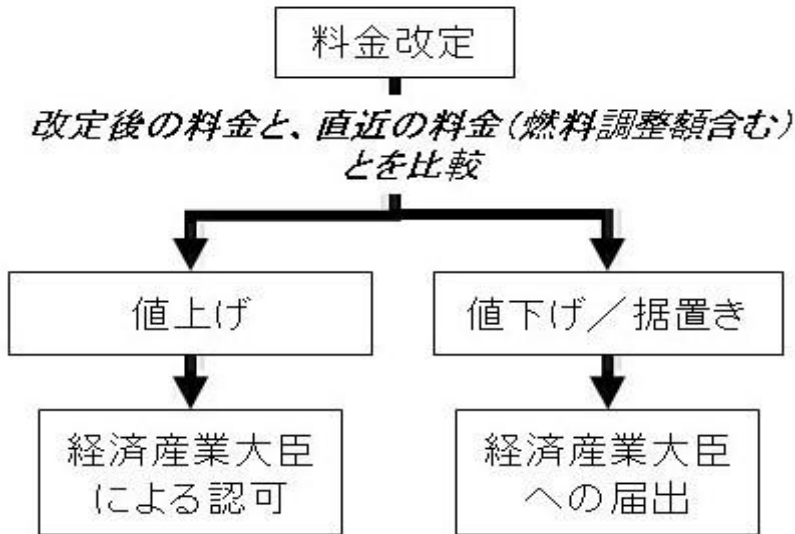 料金改定
改定後の料金と、直近の料金(燃料調整額含む)
とを比較
値上げ
値下げ／据置き
経済産業大臣
による認可
経済産業大臣
への届出